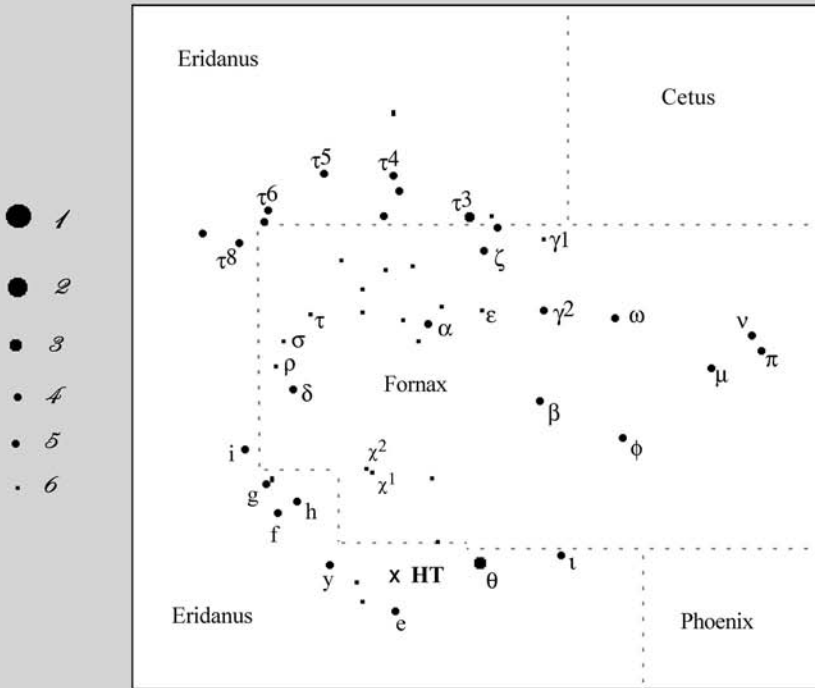 Eridanus
Cetus
τ5
τ4
τ6
τ3
1
γ1
τ8
ζ
2
τ
ε
γ2
ω
α
ν
3
σ
π
ρ
μ
4
δ
Fornax
β
5
i
χ²
φ
6
g
χ¹
h
f
y
x HT
θ
ι
Eridanus
e
Phoenix